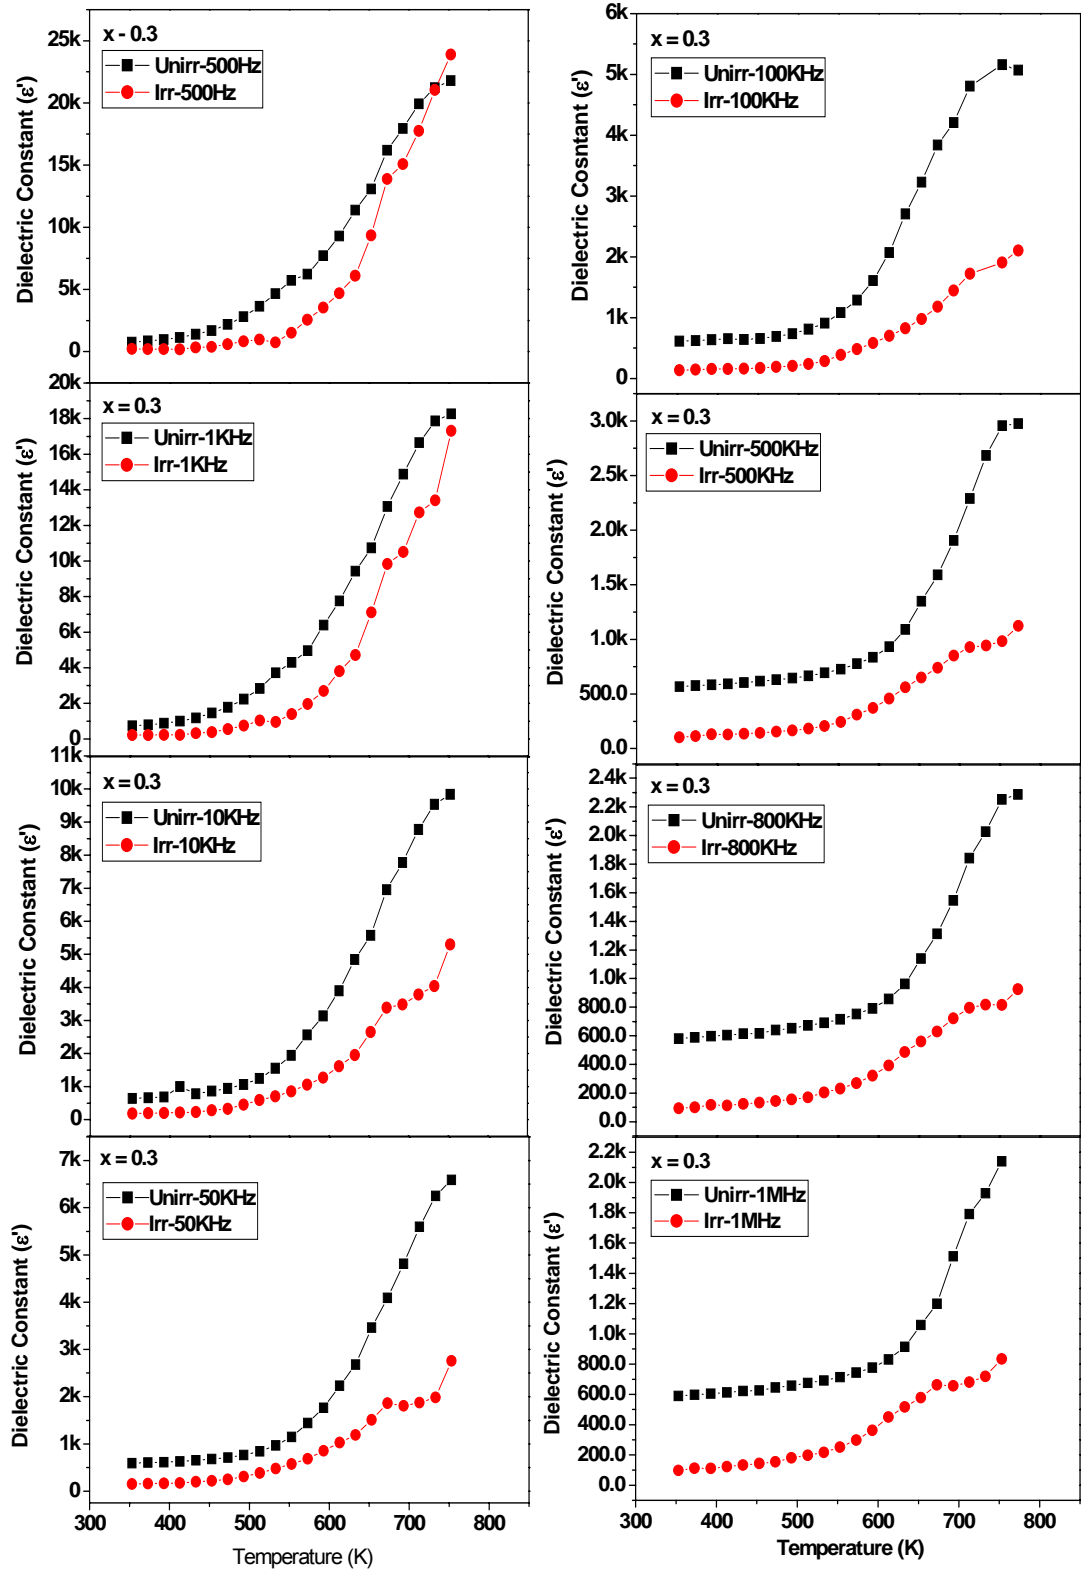 x - 0.3
Unirr-500Hz
Irr-500Hz
Dielectric Constant (ε')
25k
20k
15k
10k
5k
0
x = 0.3
Unirr-1KHz
Irr-1KHz
Dielectric Constant (ε')
20k
18k
16k
14k
12k
10k
8k
6k
4k
2k
0
x = 0.3
Unirr-10KHz
Irr-10KHz
Dielectric Constant (ε')
11k
10k
9k
8k
7k
6k
5k
4k
3k
2k
1k
0
x = 0.3
Unirr-50KHz
Irr-50KHz
Dielectric Constant (ε')
7k
6k
5k
4k
3k
2k
1k
0
300 400 500 600 700 800
Temperature (K)
x = 0.3
Unirr-100KHz
Irr-100KHz
Dielectric Cosntant (ε')
6k
5k
4k
3k
2k
1k
0
x = 0.3
Unirr-500KHz
Irr-500KHz
Dielectric Constant (ε')
3.0k
2.5k
2.0k
1.5k
1.0k
500.0
0.0
x = 0.3
Unirr-800KHz
Irr-800KHz
Dielectric Constant (ε')
2.4k
2.2k
2.0k
1.8k
1.6k
1.4k
1.2k
1.0k
800.0
600.0
400.0
200.0
0.0
x = 0.3
Unirr-1MHz
Irr-1MHz
Dielectric Constant (ε')
2.2k
2.0k
1.8k
1.6k
1.4k
1.2k
1.0k
800.0
600.0
400.0
200.0
0.0
300 400 500 600 700 800
Temperature (K)